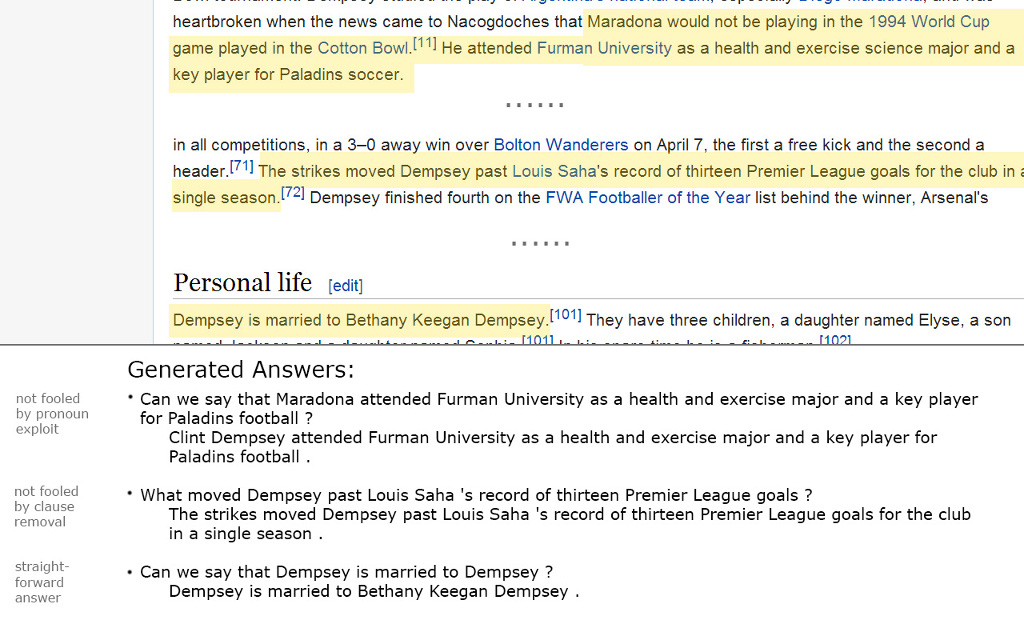 heartbroken when the news came to Nacogdoches that Maradona would not be playing in the 1994 World Cup
game played in the Cotton Bowl.[11] He attended Furman University as a health and exercise science major and a
key player for Paladins soccer.
......
in all competitions, in a 3–0 away win over Bolton Wanderers on April 7, the first a free kick and the second a
header.[71] The strikes moved Dempsey past Louis Saha's record of thirteen Premier League goals for the club in a
single season.[72] Dempsey finished fourth on the FWA Footballer of the Year list behind the winner, Arsenal's
......
Personal life [edit]
Dempsey is married to Bethany Keegan Dempsey.[101] They have three children, a daughter named Elyse, a son
Generated Answers:
not fooled
by pronoun
exploit
• Can we say that Maradona attended Furman University as a health and exercise major and a key player
for Paladins football ?
Clint Dempsey attended Furman University as a health and exercise major and a key player for
Paladins football .
not fooled
by clause
removal
• What moved Dempsey past Louis Saha 's record of thirteen Premier League goals ?
The strikes moved Dempsey past Louis Saha 's record of thirteen Premier League goals for the club
in a single season .
straight-
forward
answer
• Can we say that Dempsey is married to Dempsey ?
Dempsey is married to Bethany Keegan Dempsey .